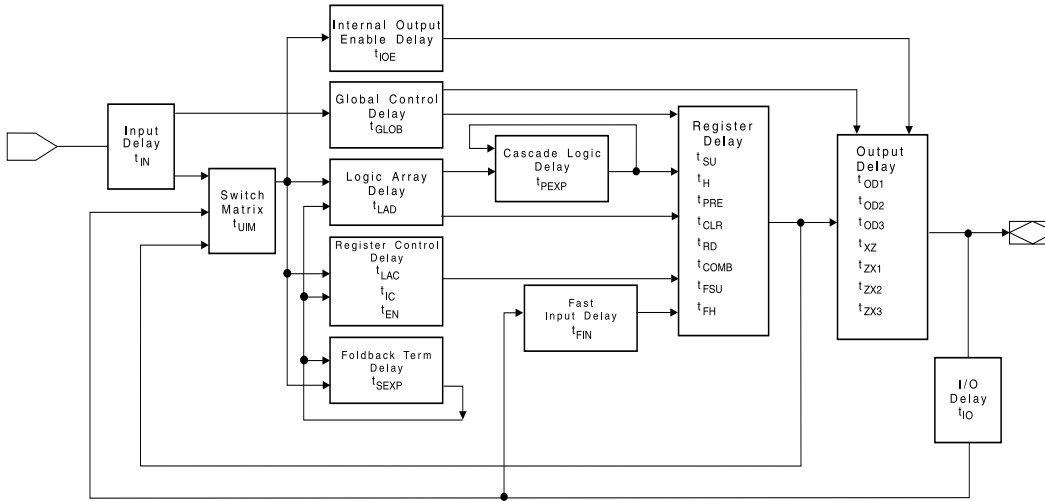 Internal Output
Enable Delay
tIOE
Global Control
Delay
tGLOB
Input
Delay
tIN
Switch
Matrix
tUIM
Logic Array
Delay
tLAD
Cascade Logic
Delay
tPEXP
Register Control
Delay
tLAC
tIC
tEN
Foldback Term
Delay
tSEXP
Fast
Input Delay
tFIN
Register
Delay
tSU
tH
tPRE
tCLR
tRD
tCOMB
tFSU
tFH
Output
Delay
tOD1
tOD2
tOD3
tXZ
tZX1
tZX2
tZX3
I/O
Delay
tIO